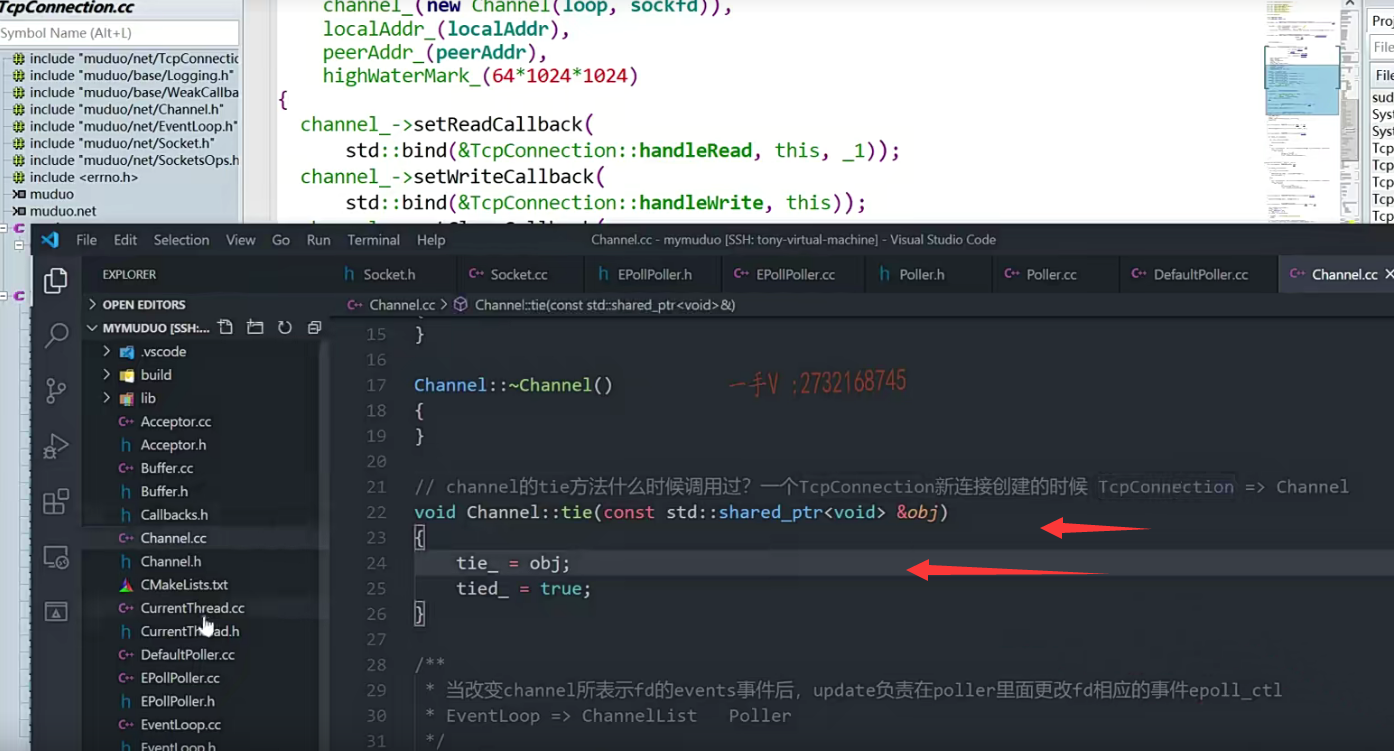 TcpConnection.cc
Symbol Name (Alt+L)
include "muduo/net/TcpConnectic
include "muduo/base/Logging.h"
include "muduo/base/WeakCallba
include "muduo/net/Channel.h"
include "muduo/net/EventLoop.h"
include "muduo/net/Socket.h"
include "muduo/net/SocketsOps.h
include <errno.h>
muduo
muduo.net
channel_(new Channel(loop, sockfd)),
localAddr_(localAddr),
peerAddr_(peerAddr),
highWaterMark_(64*1024*1024)
{
channel_->setReadCallback(
std::bind(&TcpConnection::handleRead, this, _1));
channel_->setWriteCallback(
std::bind(&TcpConnection::handleWrite, this));
Proj
File
File
sud
Syst
Syst
Tcp
Tcp
Tcp
Tcp
Tcp
File Edit Selection View Go Run Terminal Help
Channel.cc - mymuduo [SSH: tony-virtual-machine] - Visual Studio Code
EXPLORER
OPEN EDITORS
MYMUDUO [SSH:...
.vscode
build
lib
Acceptor.cc
Acceptor.h
Buffer.cc
Buffer.h
Callbacks.h
Channel.cc
Channel.h
CMakeLists.txt
CurrentThread.cc
CurrentThread.h
DefaultPoller.cc
EPollPoller.cc
EPollPoller.h
EventLoop.cc
EventLoop.h
Socket.h Socket.cc EPollPoller.h EPollPoller.cc Poller.h Poller.cc DefaultPoller.cc Channel.cc
Channel.cc > Channel::tie(const std::shared_ptr<void>&)
15 }
16
17 Channel::~Channel()
一手V :2732168745
18 {
19 }
20
21 // channel的tie方法什么时候调用过？一个TcpConnection新连接创建的时候 TcpConnection => Channel
22 void Channel::tie(const std::shared_ptr<void> &obj)
23 {
24 tie_ = obj;
25 tied_ = true;
26 }
27
28 /**
29 * 当改变channel所表示fd的events事件后，update负责在poller里面更改fd相应的事件epoll_ctl
30 * EventLoop => ChannelList Poller
31 */